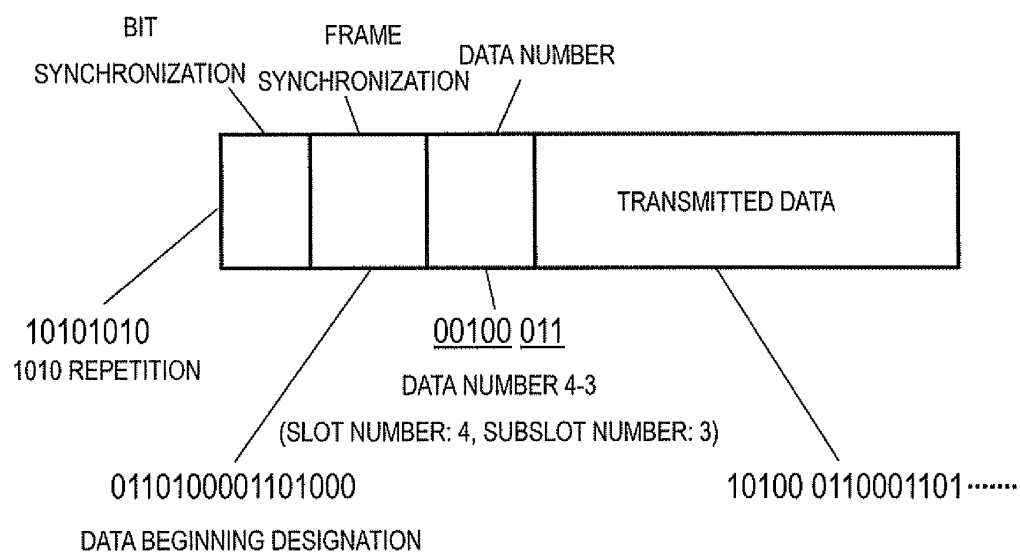 BIT
SYNCHRONIZATION
FRAME
SYNCHRONIZATION
DATA NUMBER
TRANSMITTED DATA
10101010
1010 REPETITION
00100 011
DATA NUMBER 4-3
(SLOT NUMBER: 4, SUBSLOT NUMBER: 3)
0110100001101000
DATA BEGINNING DESIGNATION
10100 0110001101······